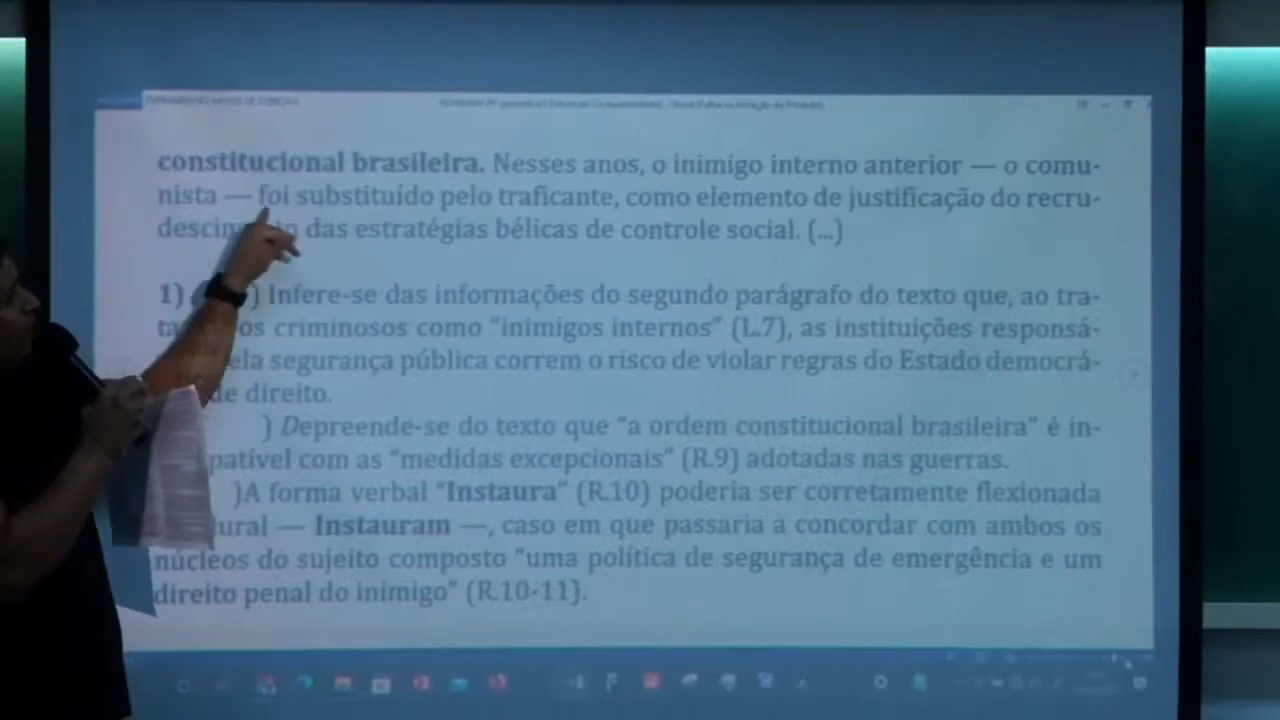 constitucional brasileira. Nesses anos, o inimigo interno anterior — o comu-
nista — foi substituído pelo traficante, como elemento de justificação do recru-
das estratégias bélicas de controle social. (...)
1) ) Infere-se das informações do segundo parágrafo do texto que, ao tra-
os criminosos como “inimigos internos” (L.7), as instituições responsá-
ela segurança pública correm o risco de violar regras do Estado democrá-
de direito.
) Depreende-se do texto que “a ordem constitucional brasileira” é in-
patível com as “medidas excepcionais” (R.9) adotadas nas guerras.
)A forma verbal “Instaura” (R.10) poderia ser corretamente flexionada
ural — Instauram —, caso em que passaria a concordar com ambos os
núcleos do sujeito composto “uma política de segurança de emergência e um
direito penal do inimigo” (R.10-11).